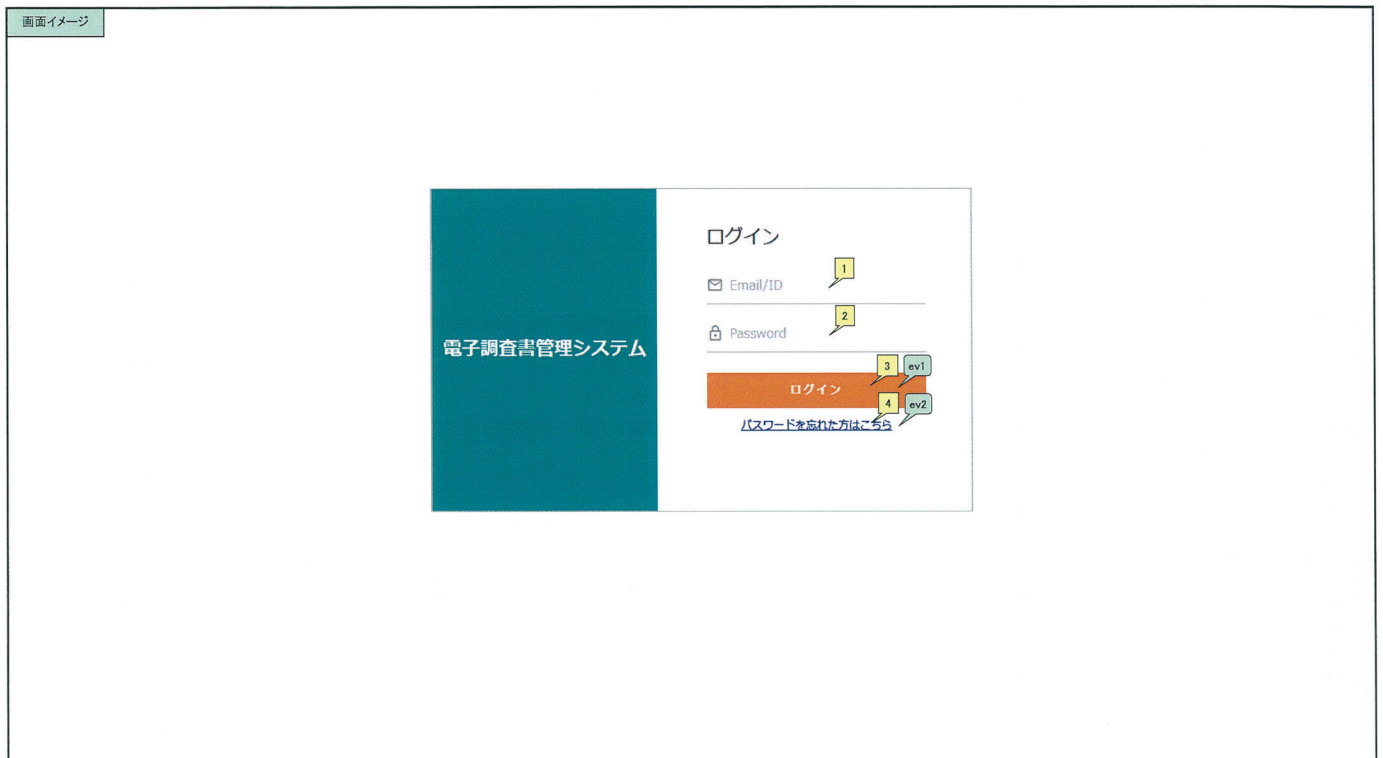 画面イメージ
ログイン
1
Email/ID
2
Password
電子調査書管理システム
3
ev1
ログイン
4
ev2
パスワードを忘れた方はこちら